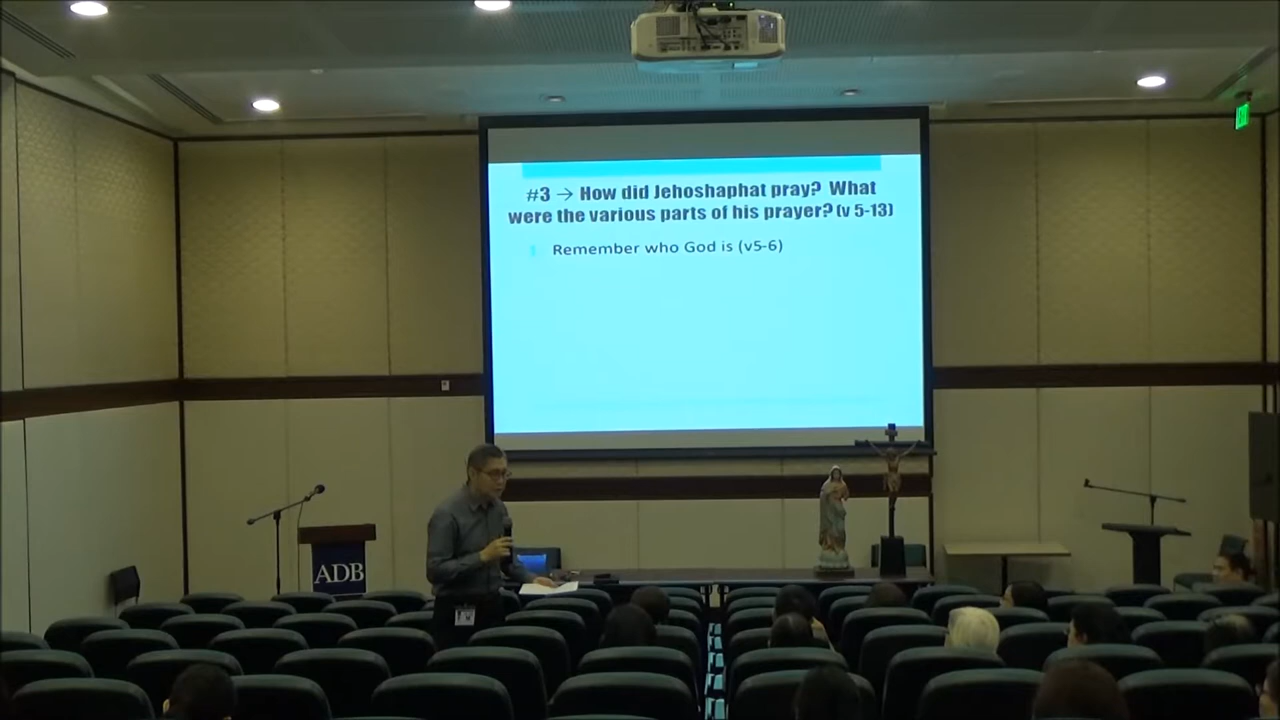 #3 → How did Jehoshaphat pray? What
were the various parts of his prayer? (v 5-13)
1 Remember who God is (v5-6)
ADB